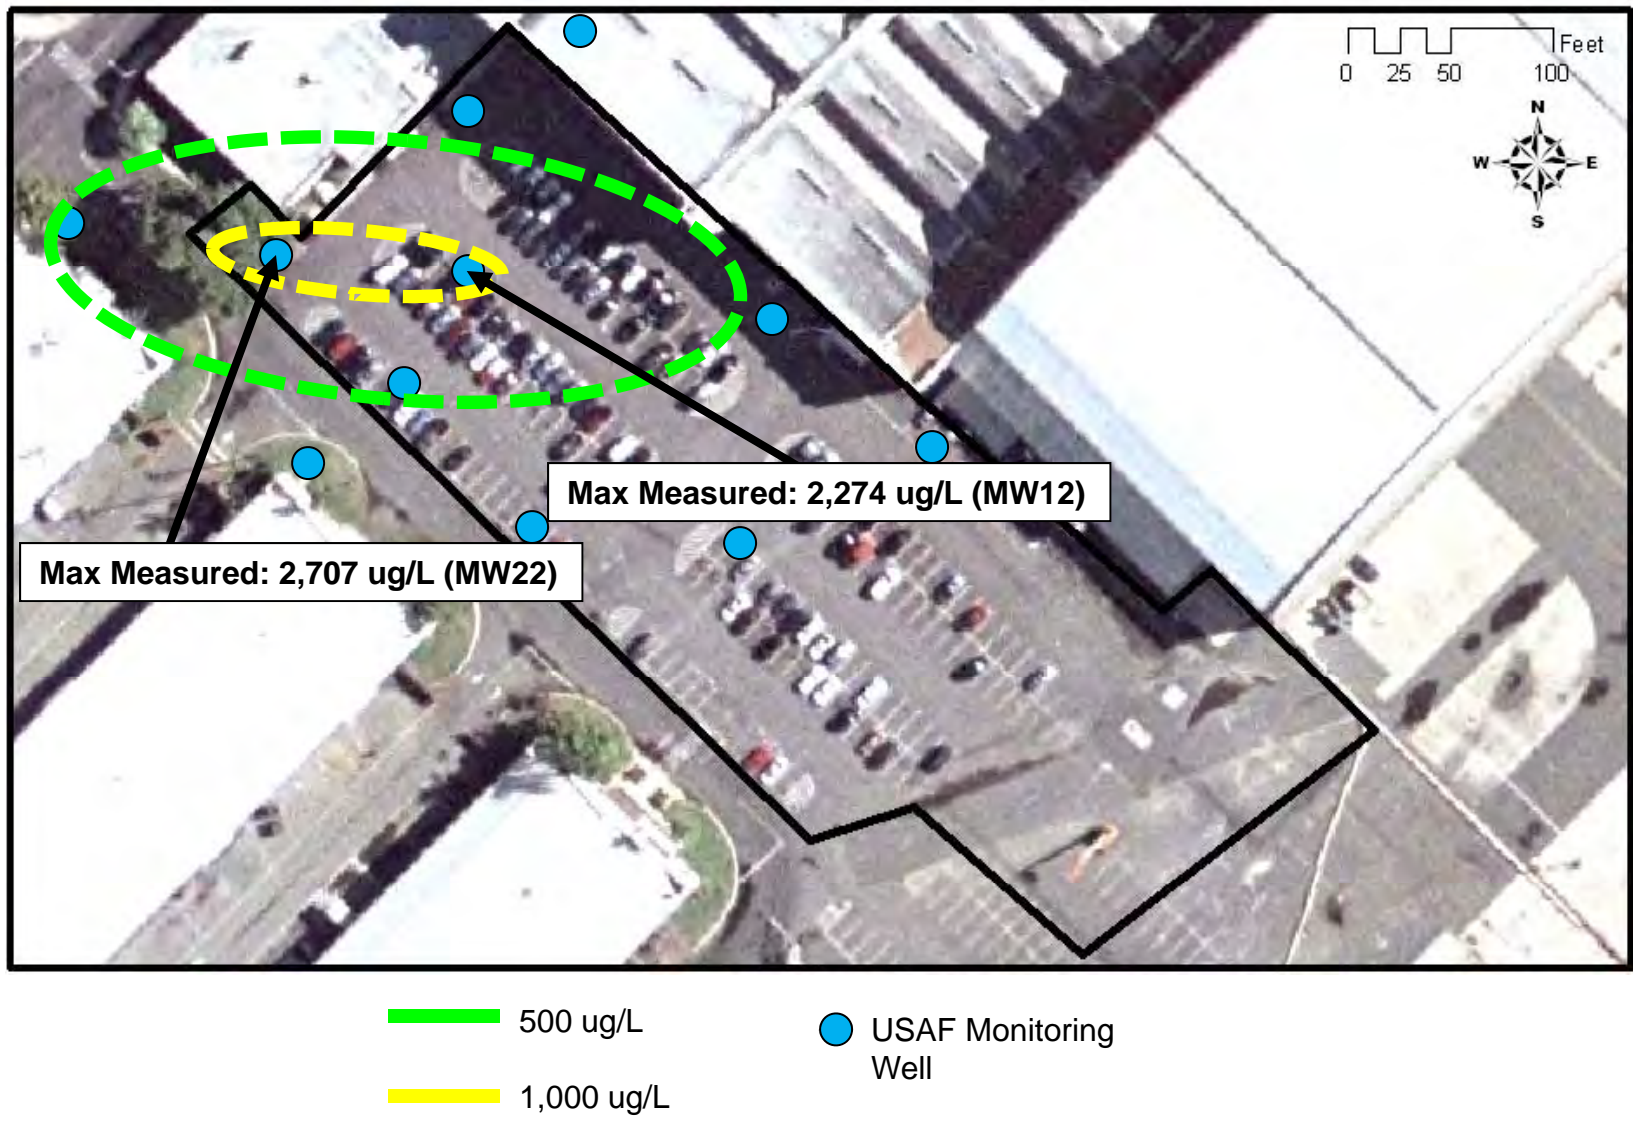 Feet
0 25 50 100
N
W E
S
Max Measured: 2,274 ug/L (MW12)
Max Measured: 2,707 ug/L (MW22)
500 ug/L
1,000 ug/L
USAF Monitoring
Well